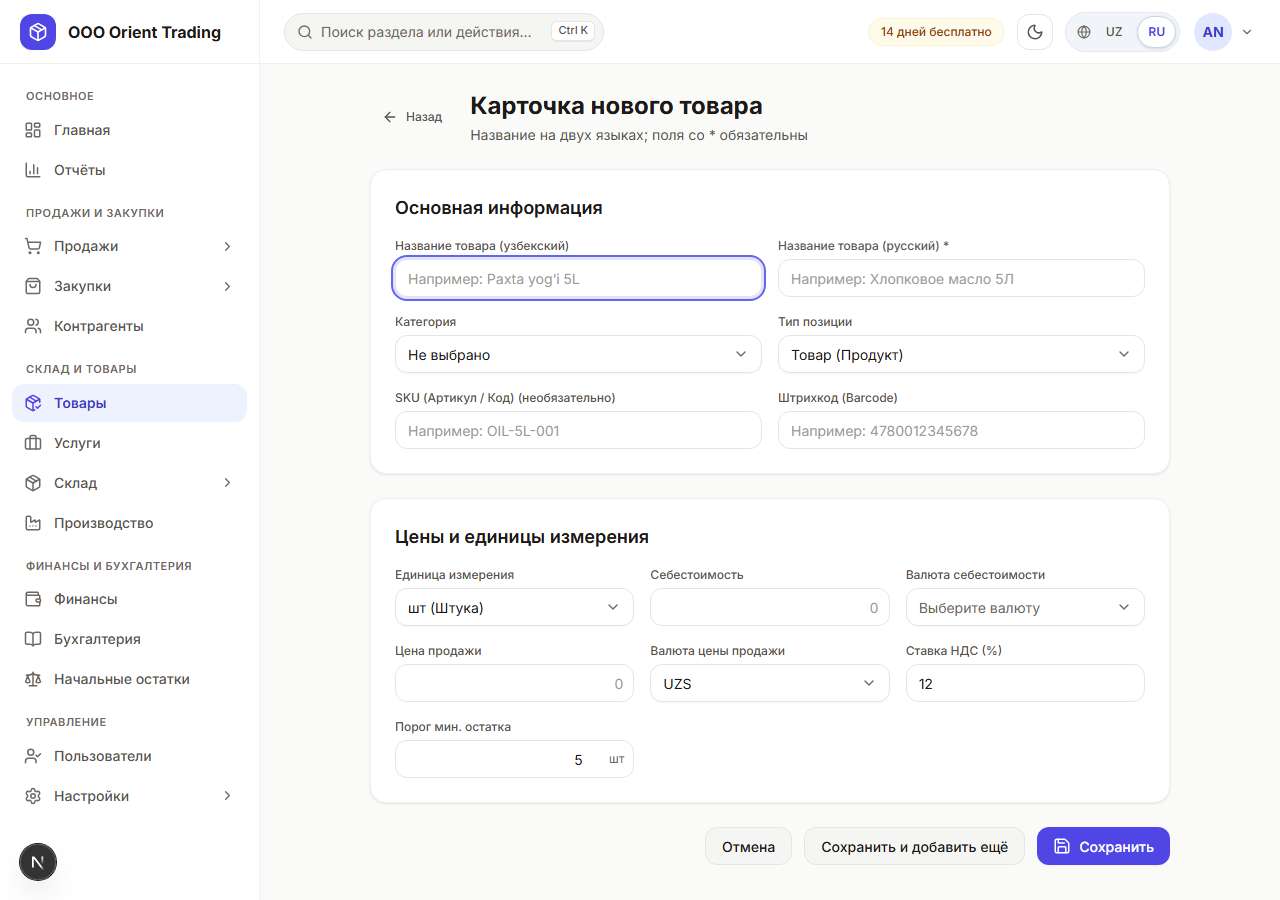 OOO Orient Trading
Поиск раздела или действия...
Ctrl K
14 дней бесплатно
UZ
RU
AN
ОСНОВНОЕ
Главная
Отчёты
ПРОДАЖИ И ЗАКУПКИ
Продажи
Закупки
Контрагенты
СКЛАД И ТОВАРЫ
Товары
Услуги
Склад
Производство
ФИНАНСЫ И БУХГАЛТЕРИЯ
Финансы
Бухгалтерия
Начальные остатки
УПРАВЛЕНИЕ
Пользователи
Настройки
N
Назад
Карточка нового товара
Название на двух языках; поля со * обязательны
Основная информация
Название товара (узбекский)
Название товара (русский) *
Например: Paxta yog'i 5L
Например: Хлопковое масло 5Л
Категория
Тип позиции
Не выбрано
Товар (Продукт)
SKU (Артикул / Код) (необязательно)
Штрихкод (Barcode)
Например: OIL-5L-001
Например: 4780012345678
Цены и единицы измерения
Единица измерения
Себестоимость
Валюта себестоимости
шт (Штука)
0
Выберите валюту
Цена продажи
Валюта цены продажи
Ставка НДС (%)
0
UZS
12
Порог мин. остатка
5 шт
Отмена
Сохранить и добавить ещё
Сохранить